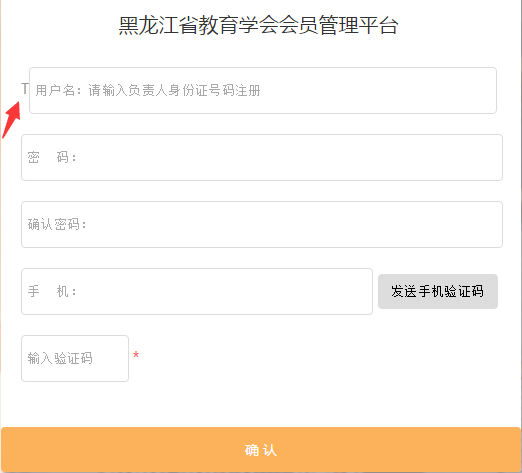 黑龙江省教育学会会员管理平台
T 用户名：请输入负责人身份证号码注册
密 码：
确认密码：
手 机： 发送手机验证码
输入验证码 *
确 认